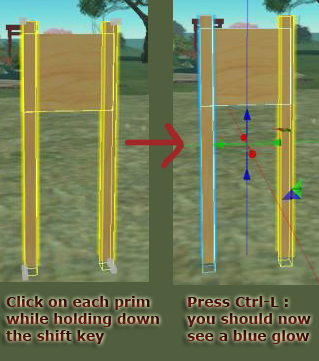 Click on each prim
while holding down
the shift key
Press Ctrl-L :
you should now
see a blue glow